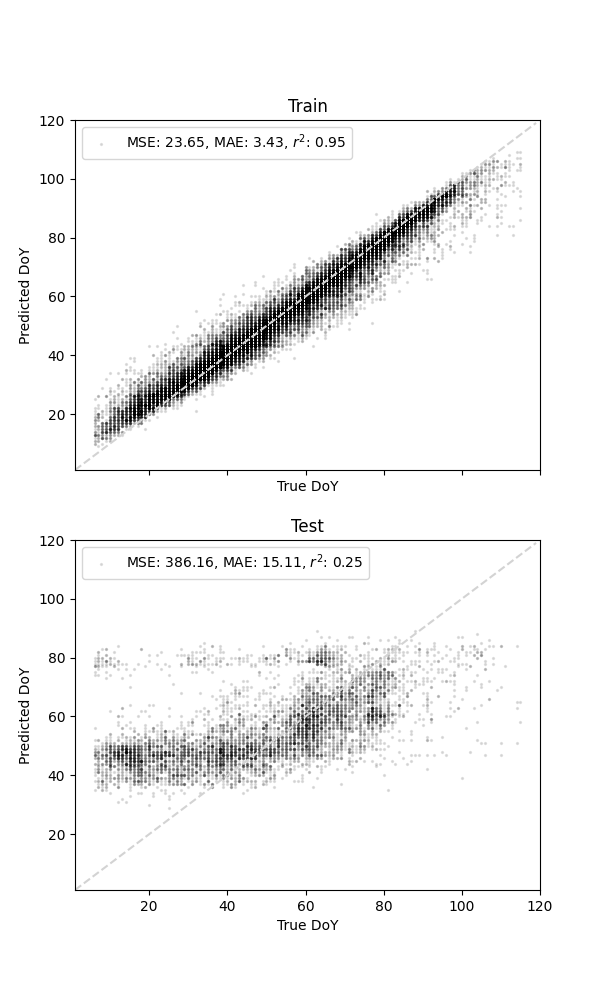 Train
120
MSE: 23.65, MAE: 3.43, r²: 0.95
100
80
Predicted DoY
60
40
20
True DoY
Test
120
MSE: 386.16, MAE: 15.11, r²: 0.25
100
80
Predicted DoY
60
40
20
20 40 60 80 100 120
True DoY